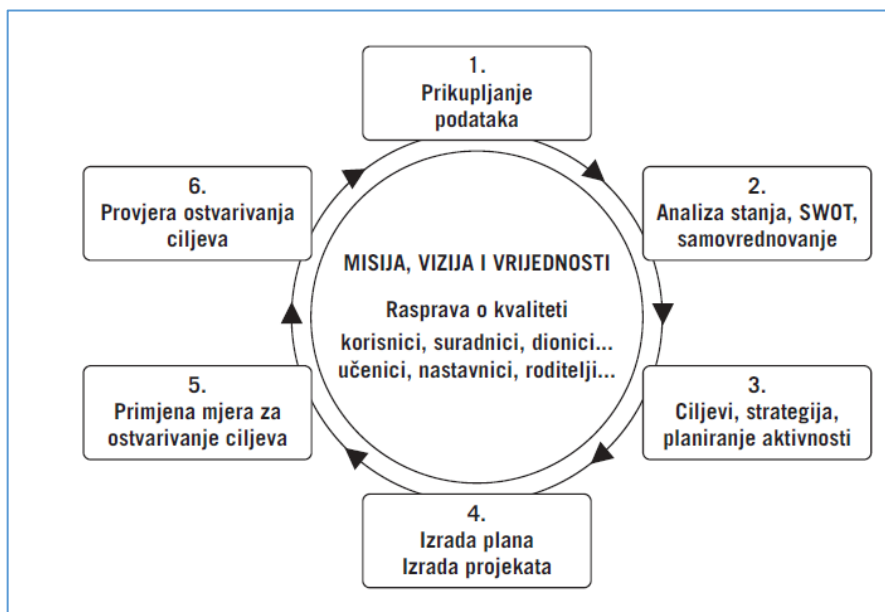 1.
Prikupljanje
podataka
2.
Analiza stanja, SWOT,
samovrednovanje
3.
Ciljevi, strategija,
planiranje aktivnosti
4.
Izrada plana
Izrada projekata
5.
Primjena mjera za
ostvarivanje ciljeva
6.
Provjera ostvarivanja
ciljeva
MISIJA, VIZIJA I VRIJEDNOSTI
Rasprava o kvaliteti
korisnici, suradnici, dionici...
učenici, nastavnici, roditelji...